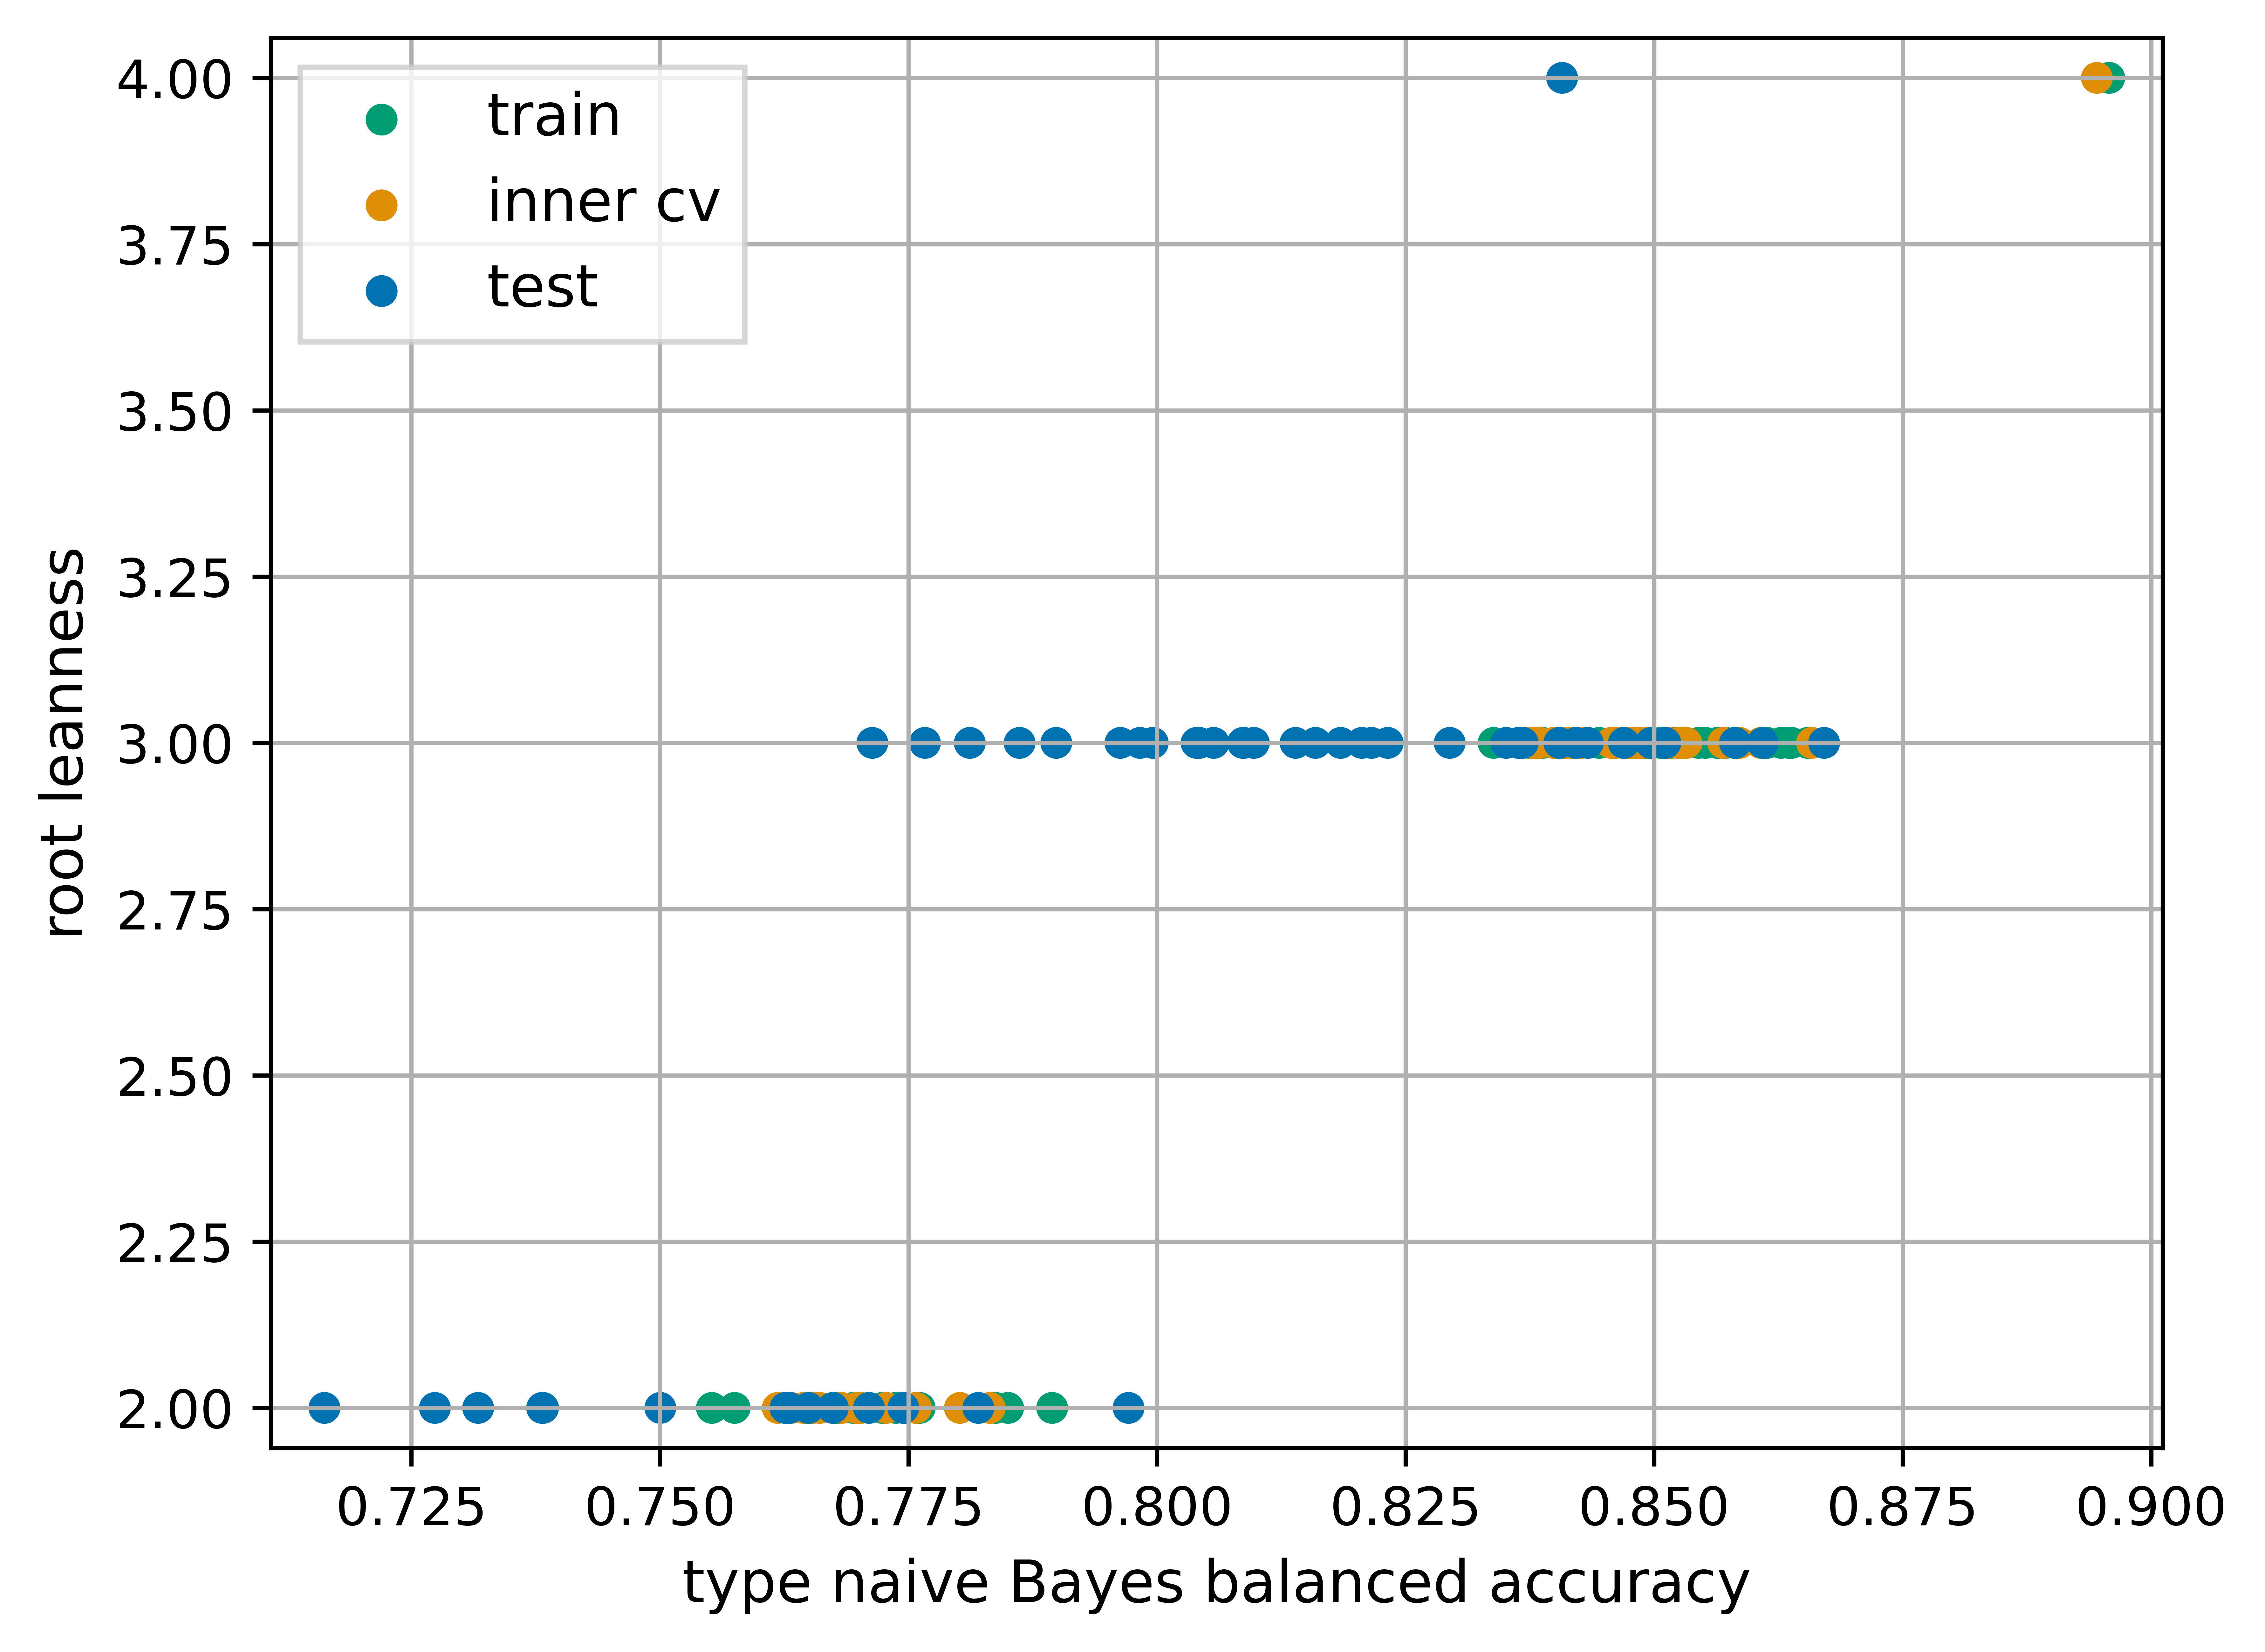 4.00
3.75
3.50
3.25
3.00
2.75
2.50
2.25
2.00
root leanness
train
inner cv
test
0.725 0.750 0.775 0.800 0.825 0.850 0.875 0.900
type naive Bayes balanced accuracy